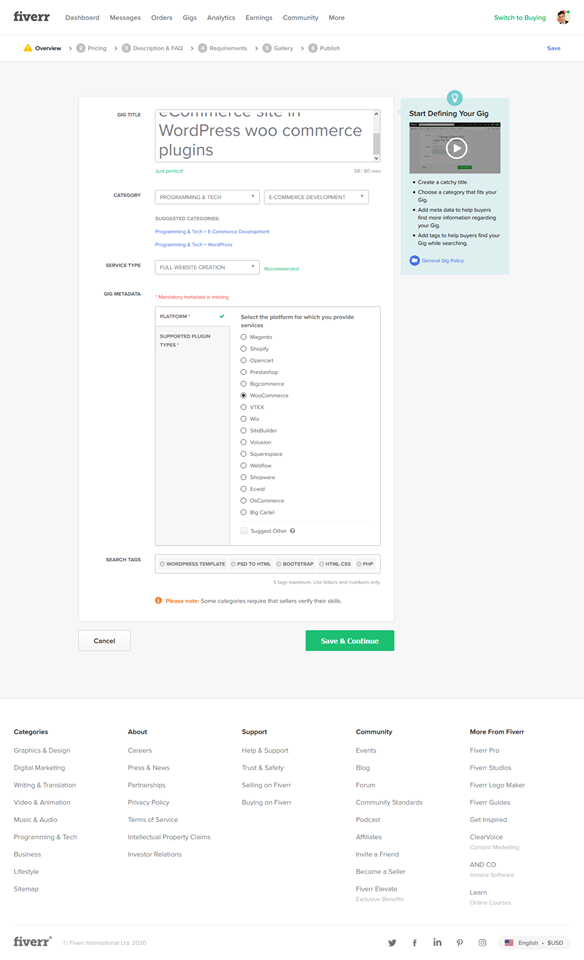 fiverr Dashboard Messages Orders Gigs Analytics Earnings Community More Switch to Buying
Overview 2 Pricing 3 Description & FAQ 4 Requirements 5 Gallery 6 Publish Save
GIG TITLE
eCommerce site in
WordPress woo commerce
plugins
Just perfect!
58 / 80 max
CATEGORY
PROGRAMMING & TECH
E-COMMERCE DEVELOPMENT
SUGGESTED CATEGORIES:
Programming & Tech > E-Commerce Development
Programming & Tech > WordPress
SERVICE TYPE
FULL WEBSITE CREATION
Recommended
GIG METADATA
* Mandatory metadata is missing
PLATFORM *
SUPPORTED PLUGIN
TYPES *
Select the platform for which you provide
services
Magento
Shopify
Opencart
Prestashop
Bigcommerce
WooCommerce
VTEX
Wix
SiteBuilder
Volusion
Squarespace
Webflow
Shopware
Ecwid
OsCommerce
Big Cartel
Suggest Other
SEARCH TAGS
WORDPRESS TEMPLATE PSD TO HTML BOOTSTRAP HTML CSS PHP
5 tags maximum. Use letters and numbers only.
Please note: Some categories require that sellers verify their skills.
Cancel
Save & Continue
Start Defining Your Gig
Create a catchy title.
Choose a category that fits your
Gig.
Add meta data to help buyers
find more information regarding
your Gig.
Add tags to help buyers find your
Gig while searching.
General Gig Policy
Categories
Graphics & Design
Digital Marketing
Writing & Translation
Video & Animation
Music & Audio
Programming & Tech
Business
Lifestyle
Sitemap
About
Careers
Press & News
Partnerships
Privacy Policy
Terms of Service
Intellectual Property Claims
Investor Relations
Support
Help & Support
Trust & Safety
Selling on Fiverr
Buying on Fiverr
Community
Events
Blog
Forum
Community Standards
Podcast
Affiliates
Invite a Friend
Become a Seller
Fiverr Elevate
Exclusive Benefits
More From Fiverr
Fiverr Pro
Fiverr Studios
Fiverr Logo Maker
Fiverr Guides
Get Inspired
ClearVoice
Content Marketing
AND CO
Invoice Software
Learn
Online Courses
fiverr © Fiverr International Ltd. 2020
English - $USD